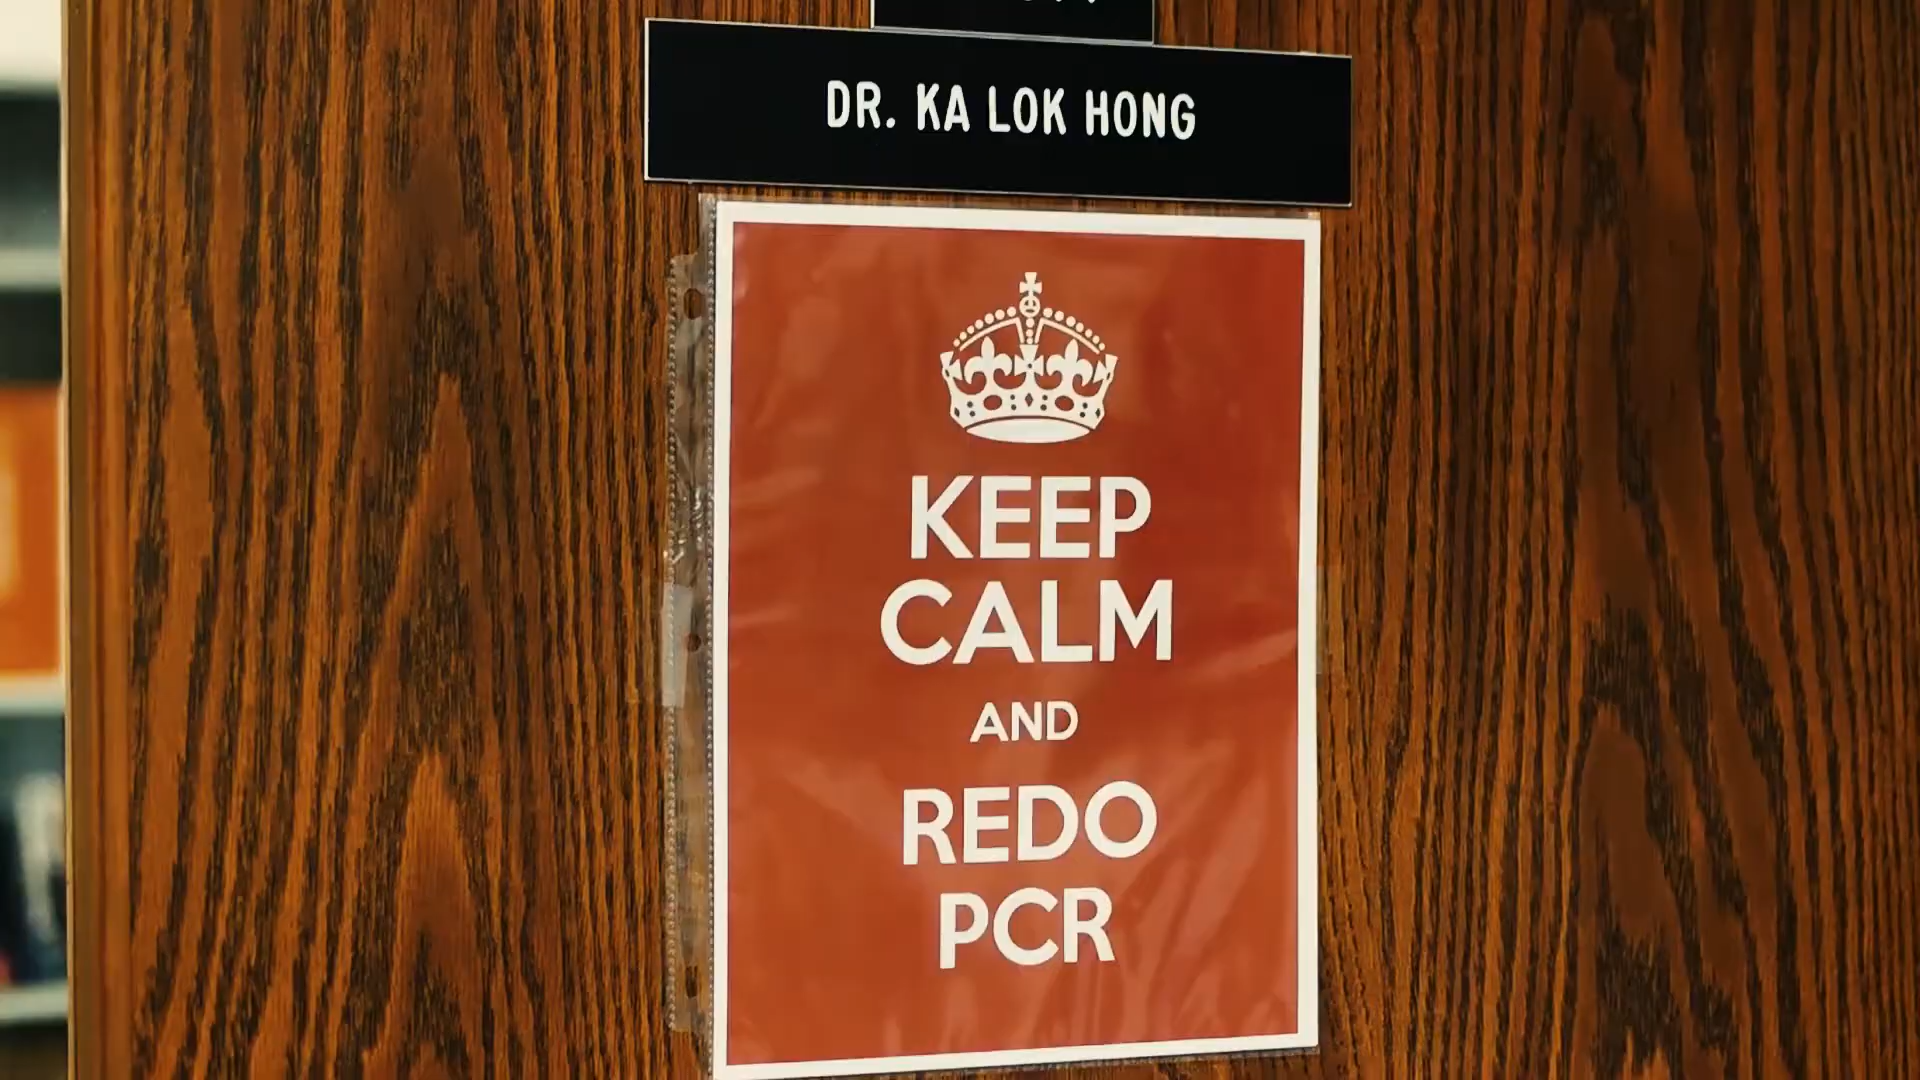 DR. KA LOK HONG
KEEP
CALM
AND
REDO
PCR